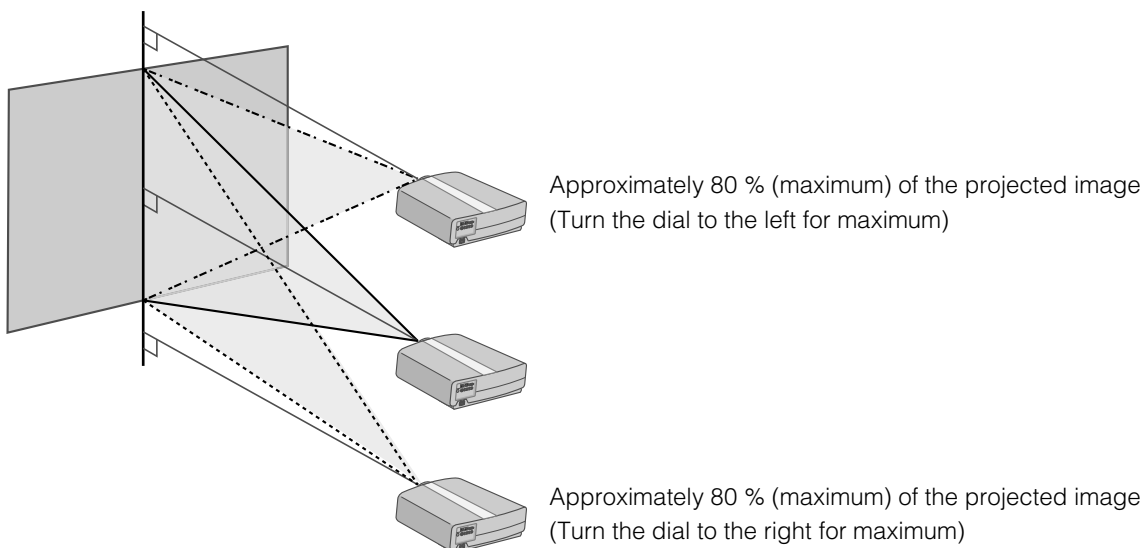 Approximately 80 % (maximum) of the projected image
(Turn the dial to the left for maximum)
Approximately 80 % (maximum) of the projected image
(Turn the dial to the right for maximum)